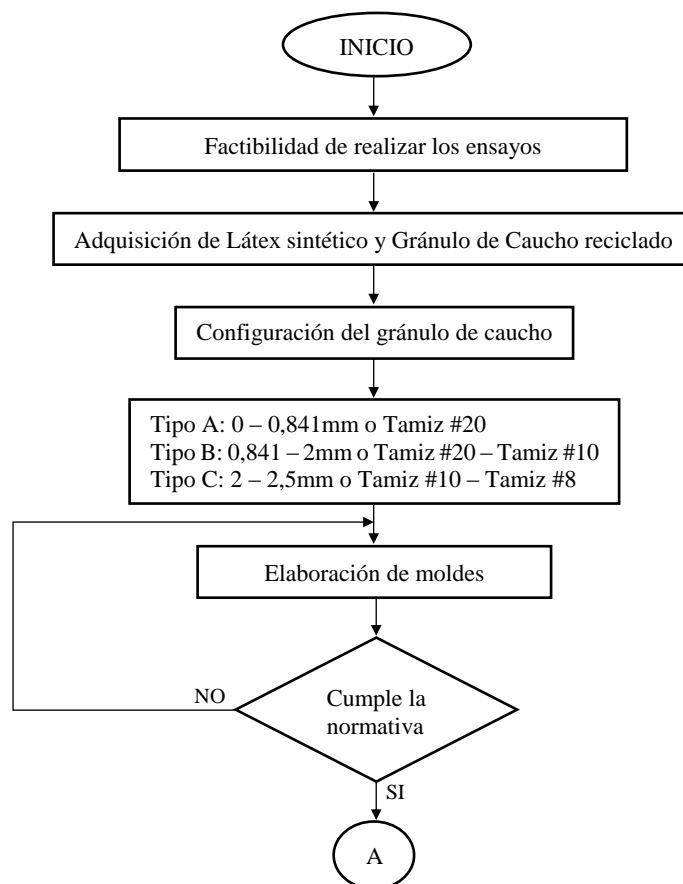 INICIO
Factibilidad de realizar los ensayos
Adquisición de Látex sintético y Gránulo de Caucho reciclado
Configuración del gránulo de caucho
Tipo A: 0 – 0,841mm o Tamiz #20
Tipo B: 0,841 – 2mm o Tamiz #20 – Tamiz #10
Tipo C: 2 – 2,5mm o Tamiz #10 – Tamiz #8
Elaboración de moldes
NO
Cumple la
normativa
SI
A